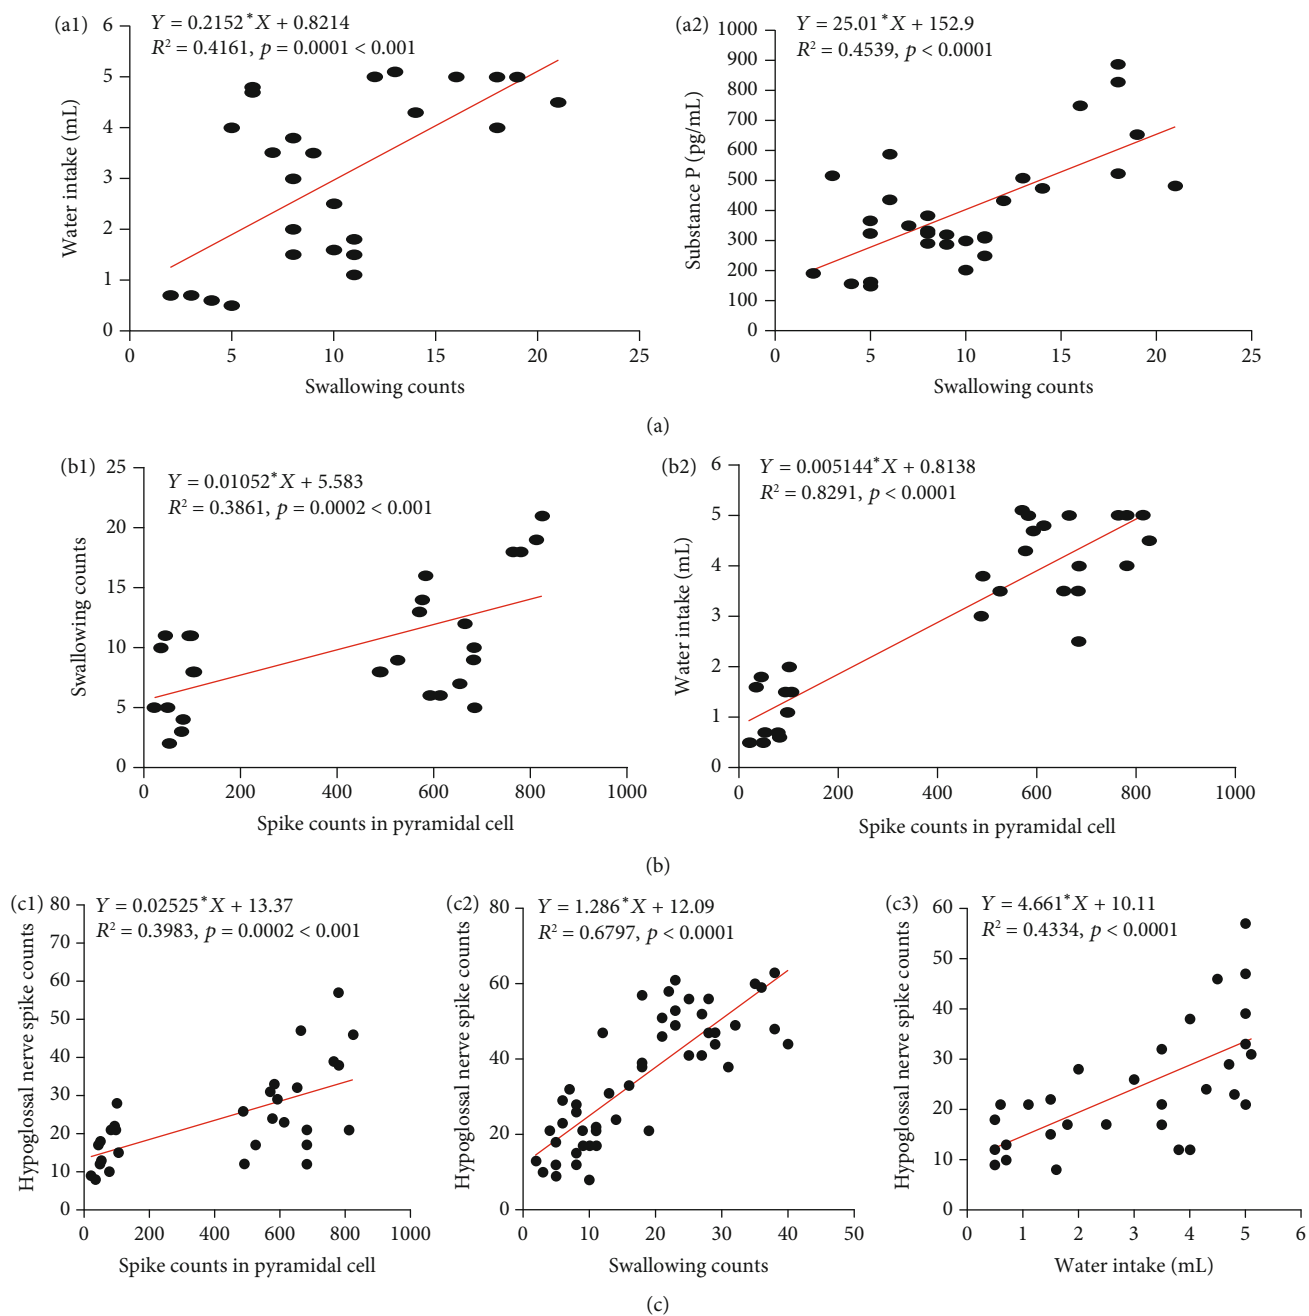 (a1)
Y = 0.2152*X + 0.8214
R² = 0.4161, p = 0.0001 < 0.001
Water intake (mL)
6
5
4
3
2
1
0
5
10
15
20
25
Swallowing counts
(a2)
Y = 25.01*X + 152.9
R² = 0.4539, p < 0.0001
Substance P (pg/mL)
1000
900
800
700
600
500
400
300
200
100
0
5
10
15
20
25
Swallowing counts
(a)
(b1)
Y = 0.01052*X + 5.583
R² = 0.3861, p = 0.0002 < 0.001
Swallowing counts
25
20
15
10
5
0
0
200
400
600
800
1000
Spike counts in pyramidal cell
(b2)
Y = 0.005144*X + 0.8138
R² = 0.8291, p < 0.0001
Water intake (mL)
6
5
4
3
2
1
0
0
200
400
600
800
1000
Spike counts in pyramidal cell
(b)
(c1)
Y = 0.02525*X + 13.37
R² = 0.3983, p = 0.0002 < 0.001
Hypoglossal nerve spike counts
80
70
60
50
40
30
20
10
0
0
200
400
600
800
1000
Spike counts in pyramidal cell
(c2)
Y = 1.286*X + 12.09
R² = 0.6797, p < 0.0001
Hypoglossal nerve spike counts
80
60
40
20
0
0
10
20
30
40
50
Swallowing counts
(c3)
Y = 4.661*X + 10.11
R² = 0.4334, p < 0.0001
Hypoglossal nerve spike counts
60
50
40
30
20
10
0
0
1
2
3
4
5
6
Water intake (mL)
(c)